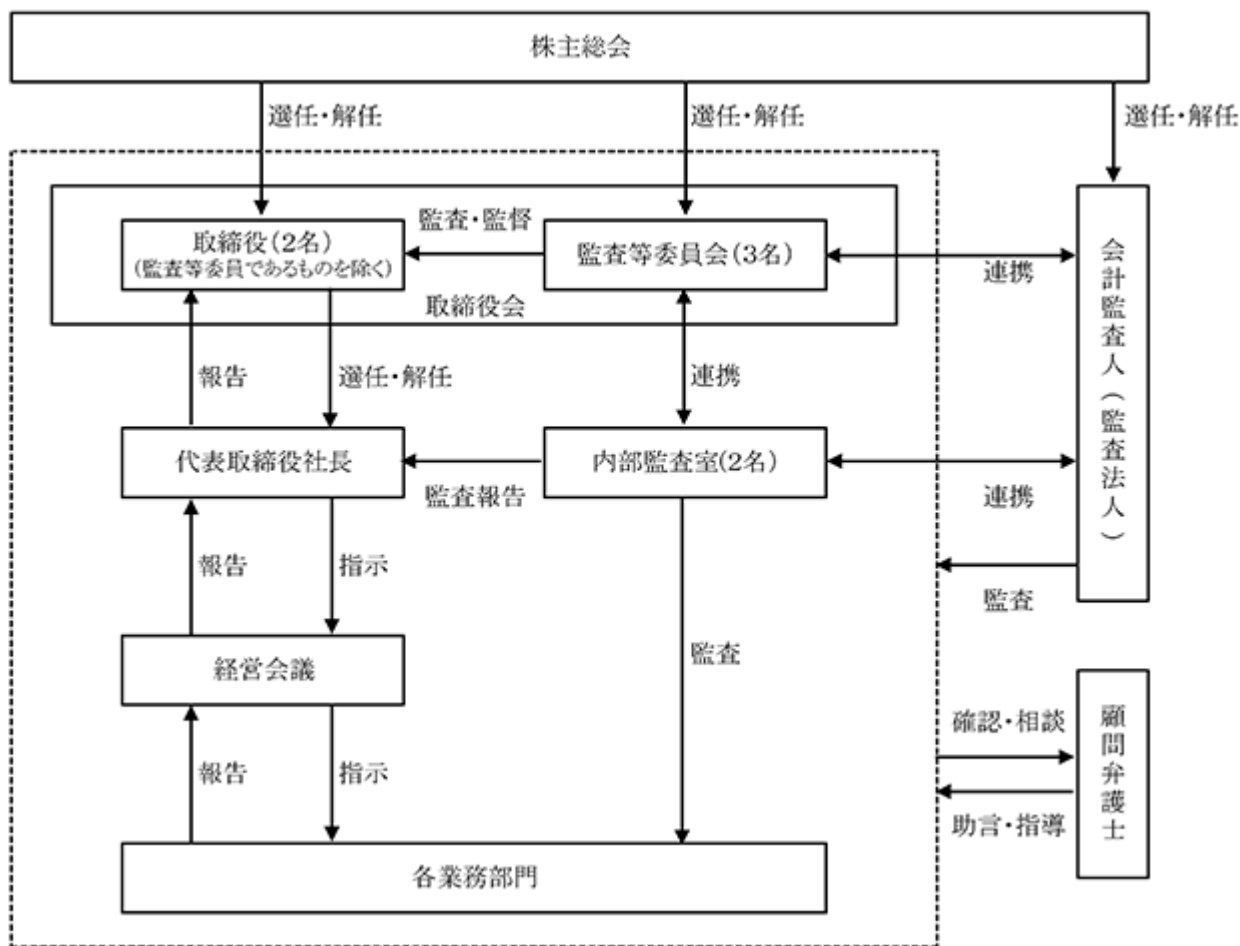 株主総会
選任・解任
選任・解任
選任・解任
監査・監督
取締役(2名)
(監査等委員であるものを除く)
監査等委員会(3名)
取締役会
連携
会計監査人(監査法人)
報告
選任・解任
連携
代表取締役社長
内部監査室(2名)
監査報告
連携
報告
指示
監査
経営会議
監査
確認・相談
顧問弁護士
報告
指示
助言・指導
各業務部門